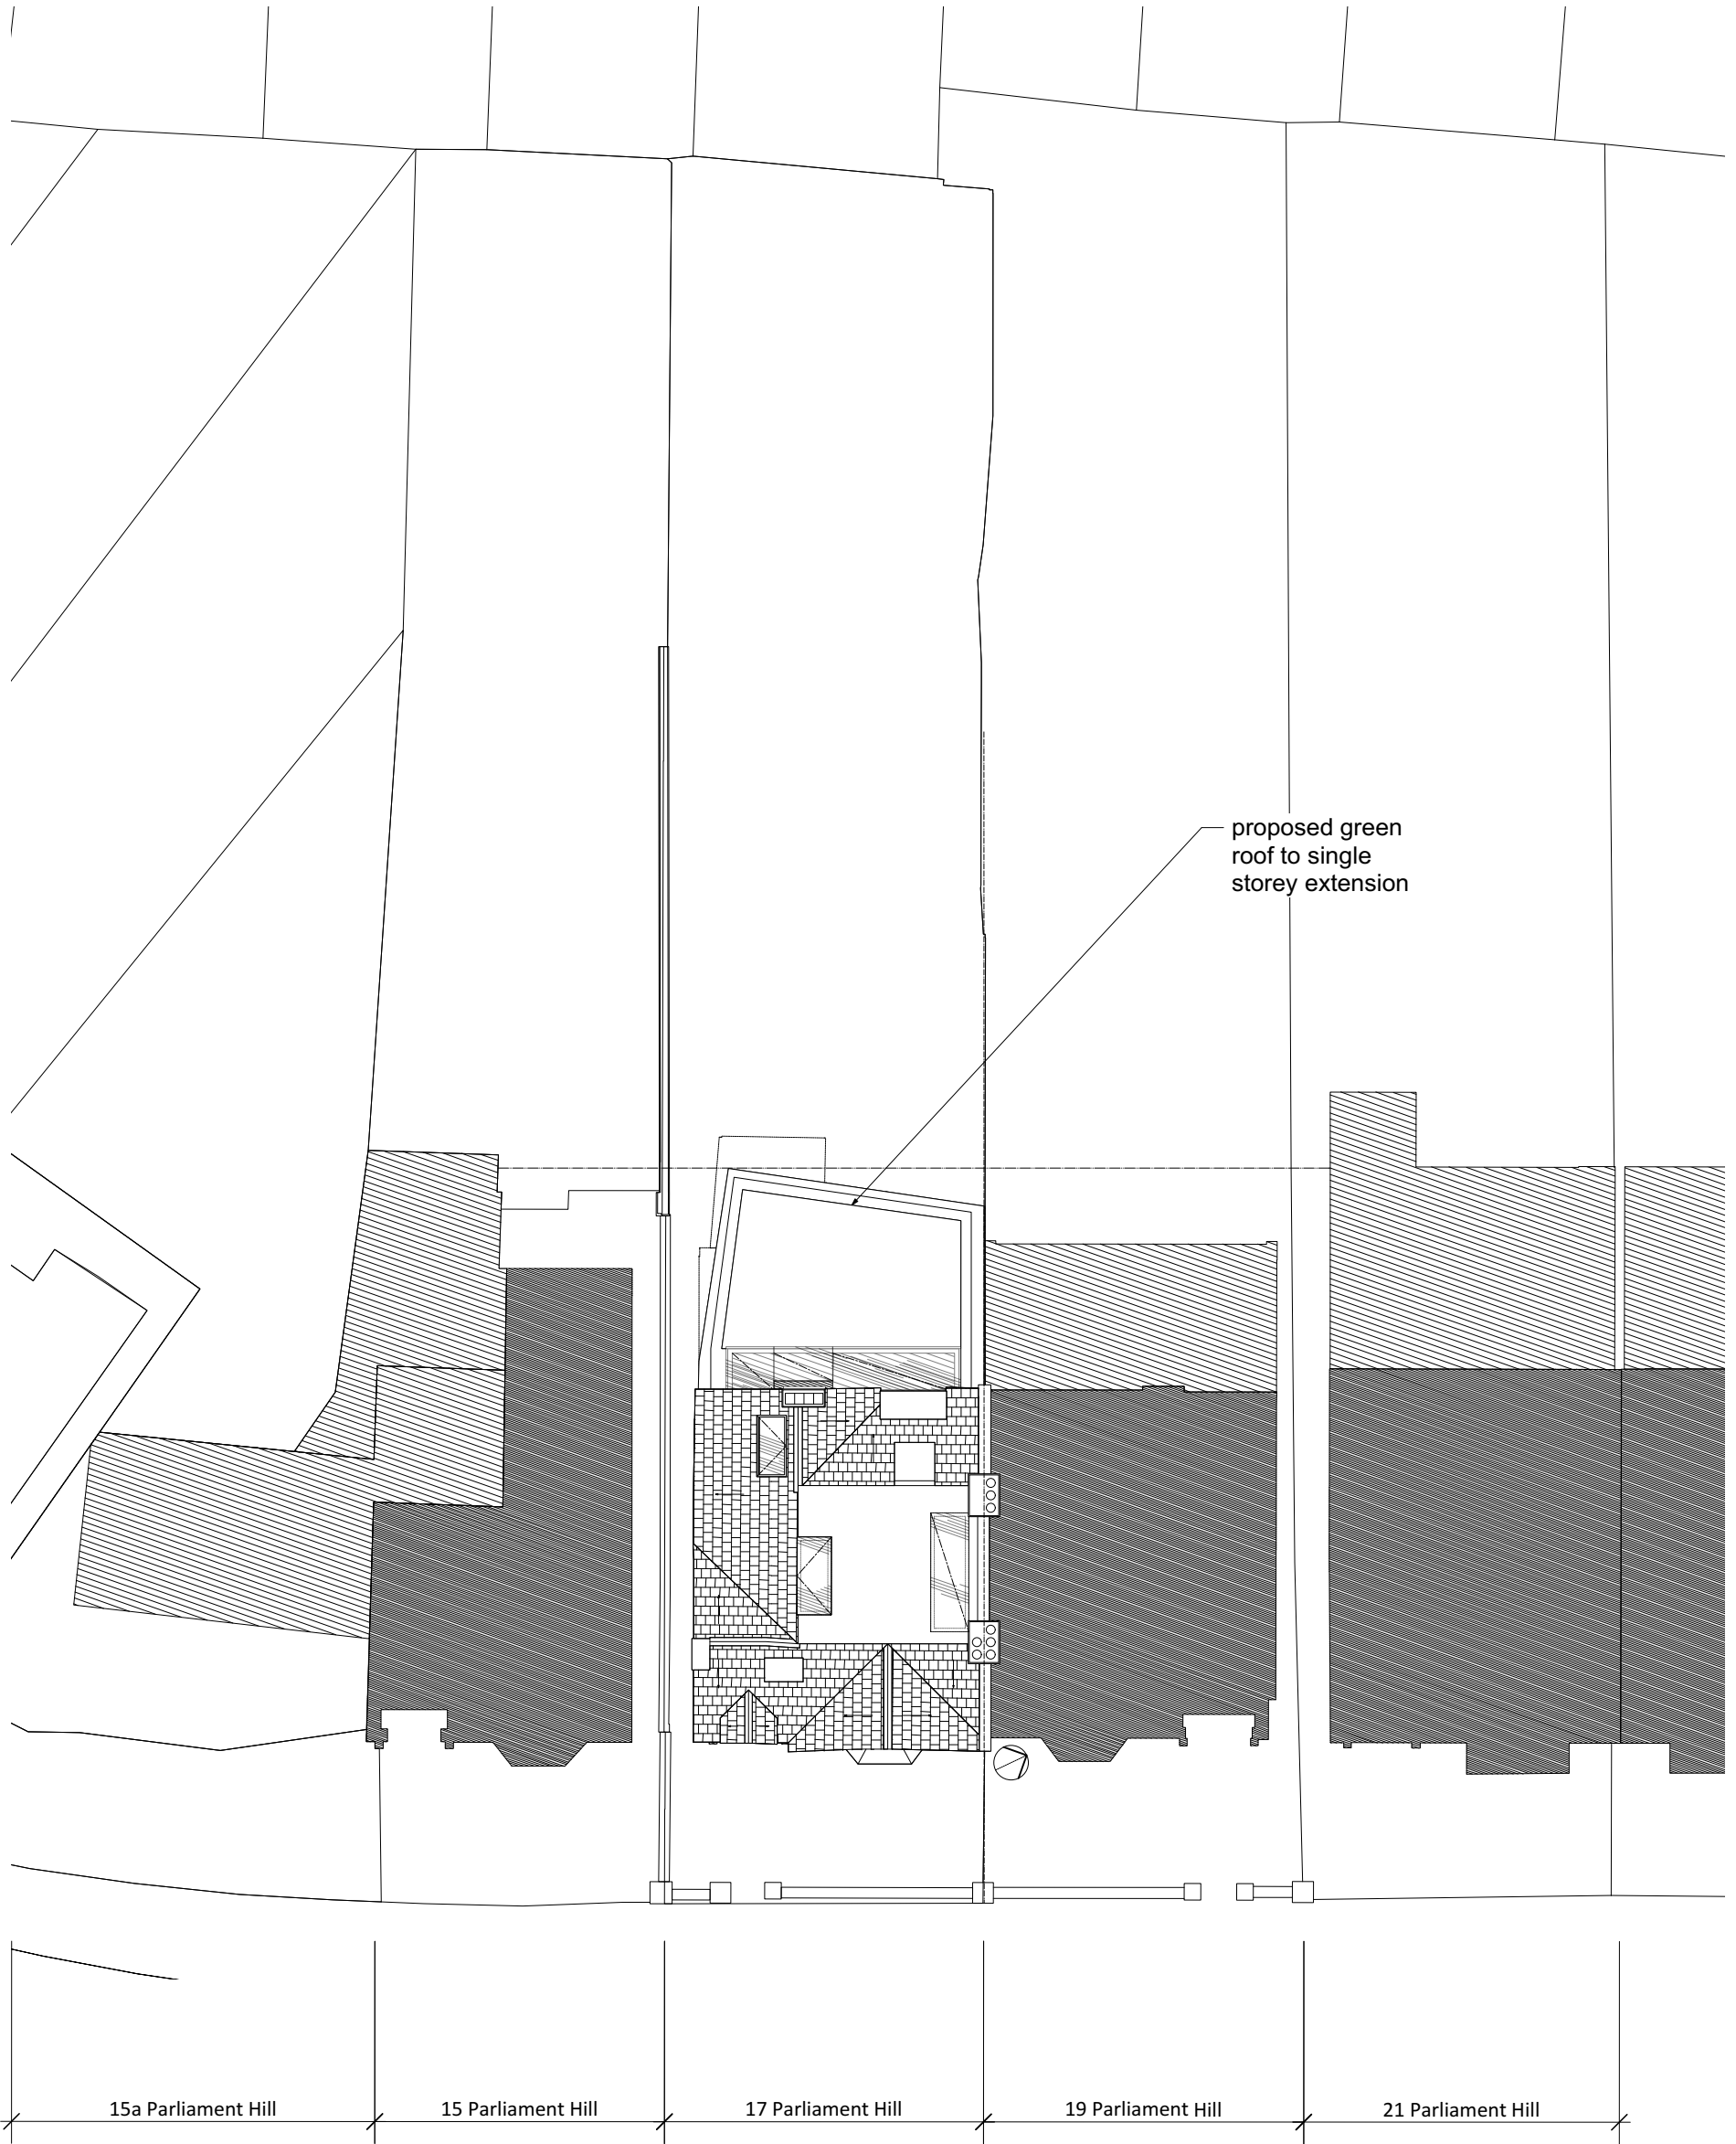 proposed green
roof to single
storey extension
15a Parliament Hill
15 Parliament Hill
17 Parliament Hill
19 Parliament Hill
21 Parliament Hill